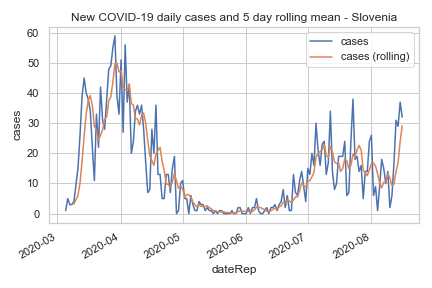 New COVID-19 daily cases and 5 day rolling mean - Slovenia
cases
cases (rolling)
60
50
40
30
20
10
0
cases
2020-03
2020-04
2020-05
2020-06
2020-07
2020-08
dateRep